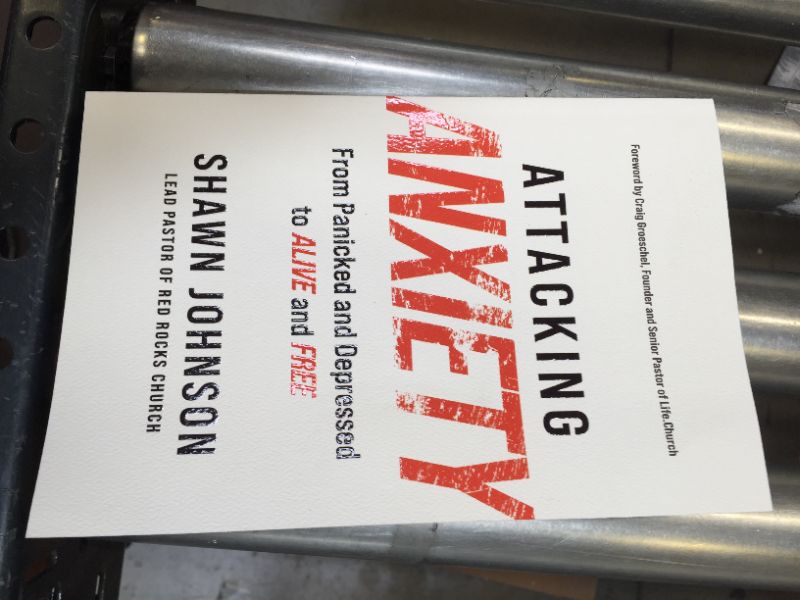 Foreword by Craig Groeschel, Founder and Senior Pastor of Life.Church
ATTACKING
ANXIETY
From Panicked and Depressed
to ALIVE and FREE
SHAWN JOHNSON
LEAD PASTOR OF RED ROCKS CHURCH